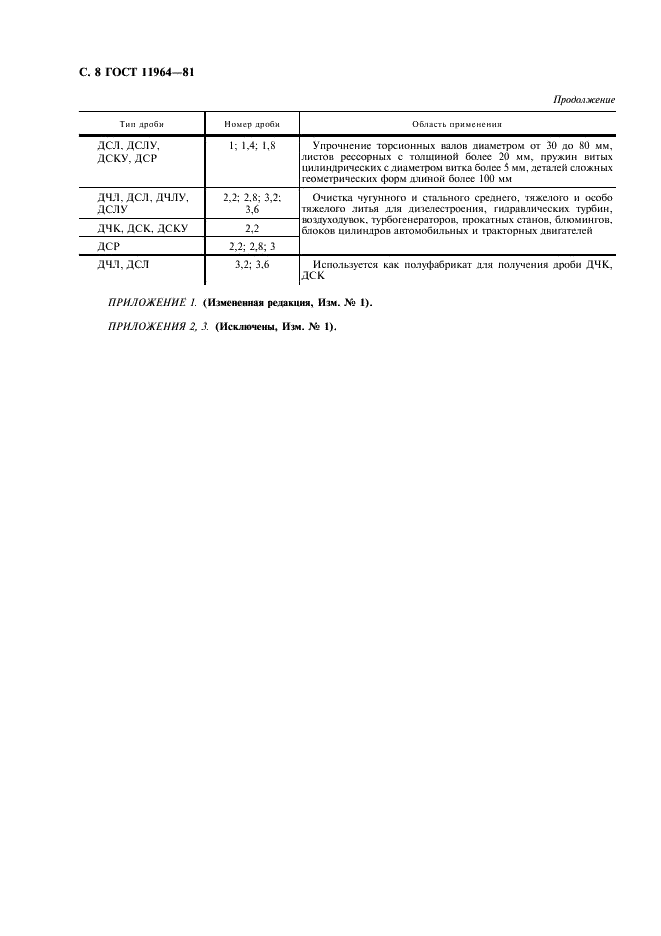 С. 8 ГОСТ 11964—81
Продолжение
Тип дроби
Номер дроби
Область применения
ДСЛ, ДСЛУ,
ДСКУ, ДСР
1; 1,4; 1,8
Упрочнение торсионных валов диаметром от 30 до 80 мм,
листов рессорных с толщиной более 20 мм, пружин витых
цилиндрических с диаметром витка более 5 мм, деталей сложных
геометрических форм длиной более 100 мм
ДЧЛ, ДСЛ, ДЧЛУ,
ДСЛУ
2,2; 2,8; 3,2;
3,6
Очистка чугунного и стального среднего, тяжелого и особо
тяжелого литья для дизелестроения, гидравлических турбин,
воздуходувок, турбогенераторов, прокатных станов, блюмингов,
блоков цилиндров автомобильных и тракторных двигателей
ДЧК, ДСК, ДСКУ
2,2
ДСР
2,2; 2,8; 3
ДЧЛ, ДСЛ
3,2; 3,6
Используется как полуфабрикат для получения дроби ДЧК,
ДСК
ПРИЛОЖЕНИЕ 1. (Измененная редакция, Изм. № 1).
ПРИЛОЖЕНИЯ 2, 3. (Исключены, Изм. № 1).